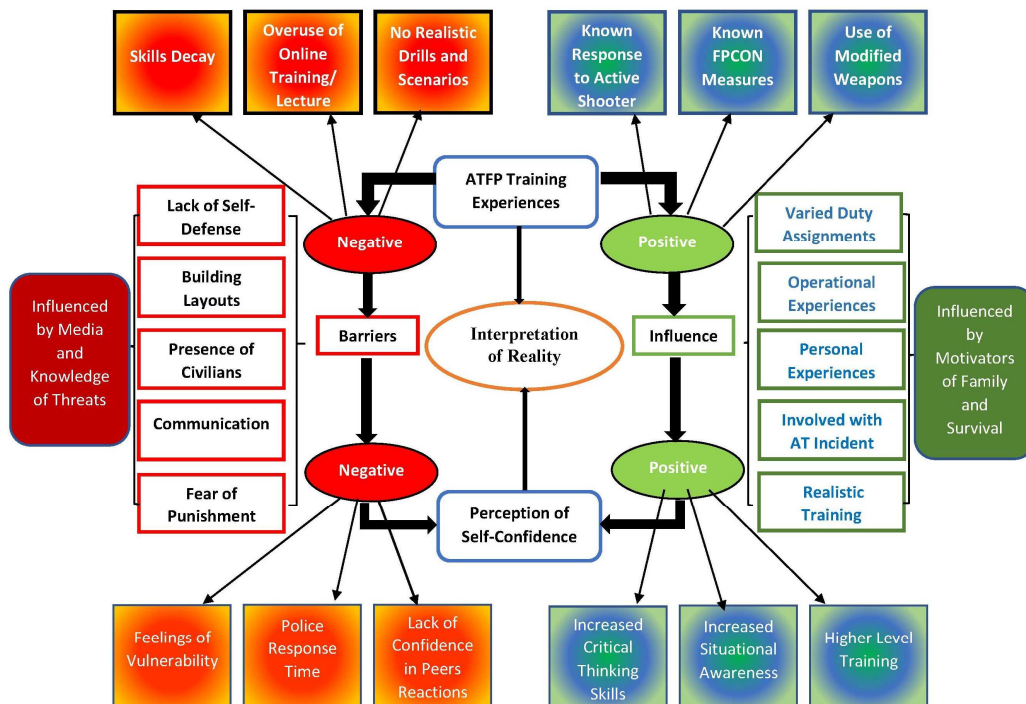 Skills Decay
Overuse of
Online
Training/
Lecture
No Realistic
Drills and
Scenarios
Known
Response
to Active
Shooter
Known
FPCON
Measures
Use of
Modified
Weapons
ATFP Training
Experiences
Negative
Positive
Influenced
by Media
and
Knowledge
of Threats
Lack of Self-
Defense
Building
Layouts
Presence of
Civilians
Communication
Fear of
Punishment
Barriers
Interpretation
of Reality
Influence
Varied Duty
Assignments
Operational
Experiences
Personal
Experiences
Involved with
AT Incident
Realistic
Training
Influenced
by
Motivators
of Family
and
Survival
Negative
Positive
Perception of
Self-Confidence
Feelings of
Vulnerability
Police
Response
Time
Lack of
Confidence
in Peers
Reactions
Increased
Critical
Thinking
Skills
Increased
Situational
Awareness
Higher Level
Training